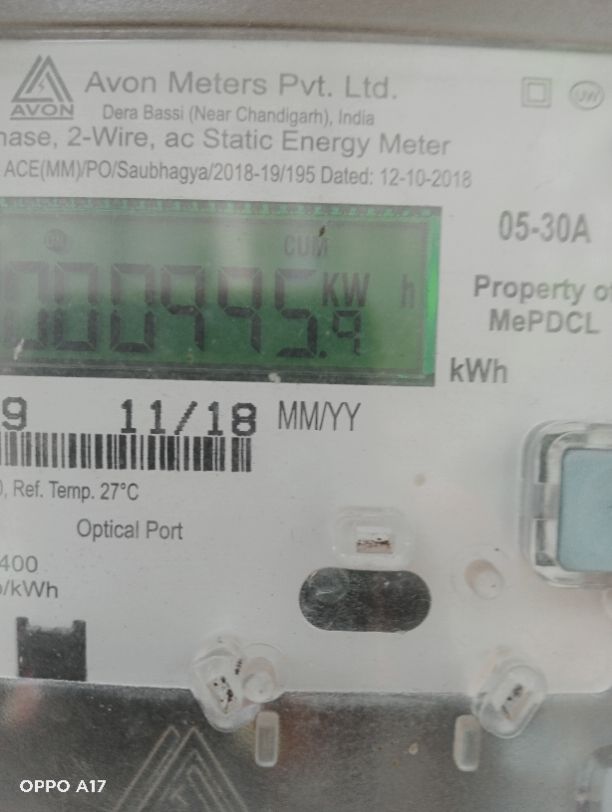 AVON
Avon Meters Pvt. Ltd.
Dera Bassi (Near Chandigarh), India
hase, 2-Wire, ac Static Energy Meter
ACE(MM)/PO/Saubhagya/2018-19/195 Dated: 12-10-2018
05-30A
CUM
KW h
000995.9
Property of
MePDCL
kWh
9 11/18 MM/YY
, Ref. Temp. 27°C
Optical Port
400
/kWh
OPPO A17